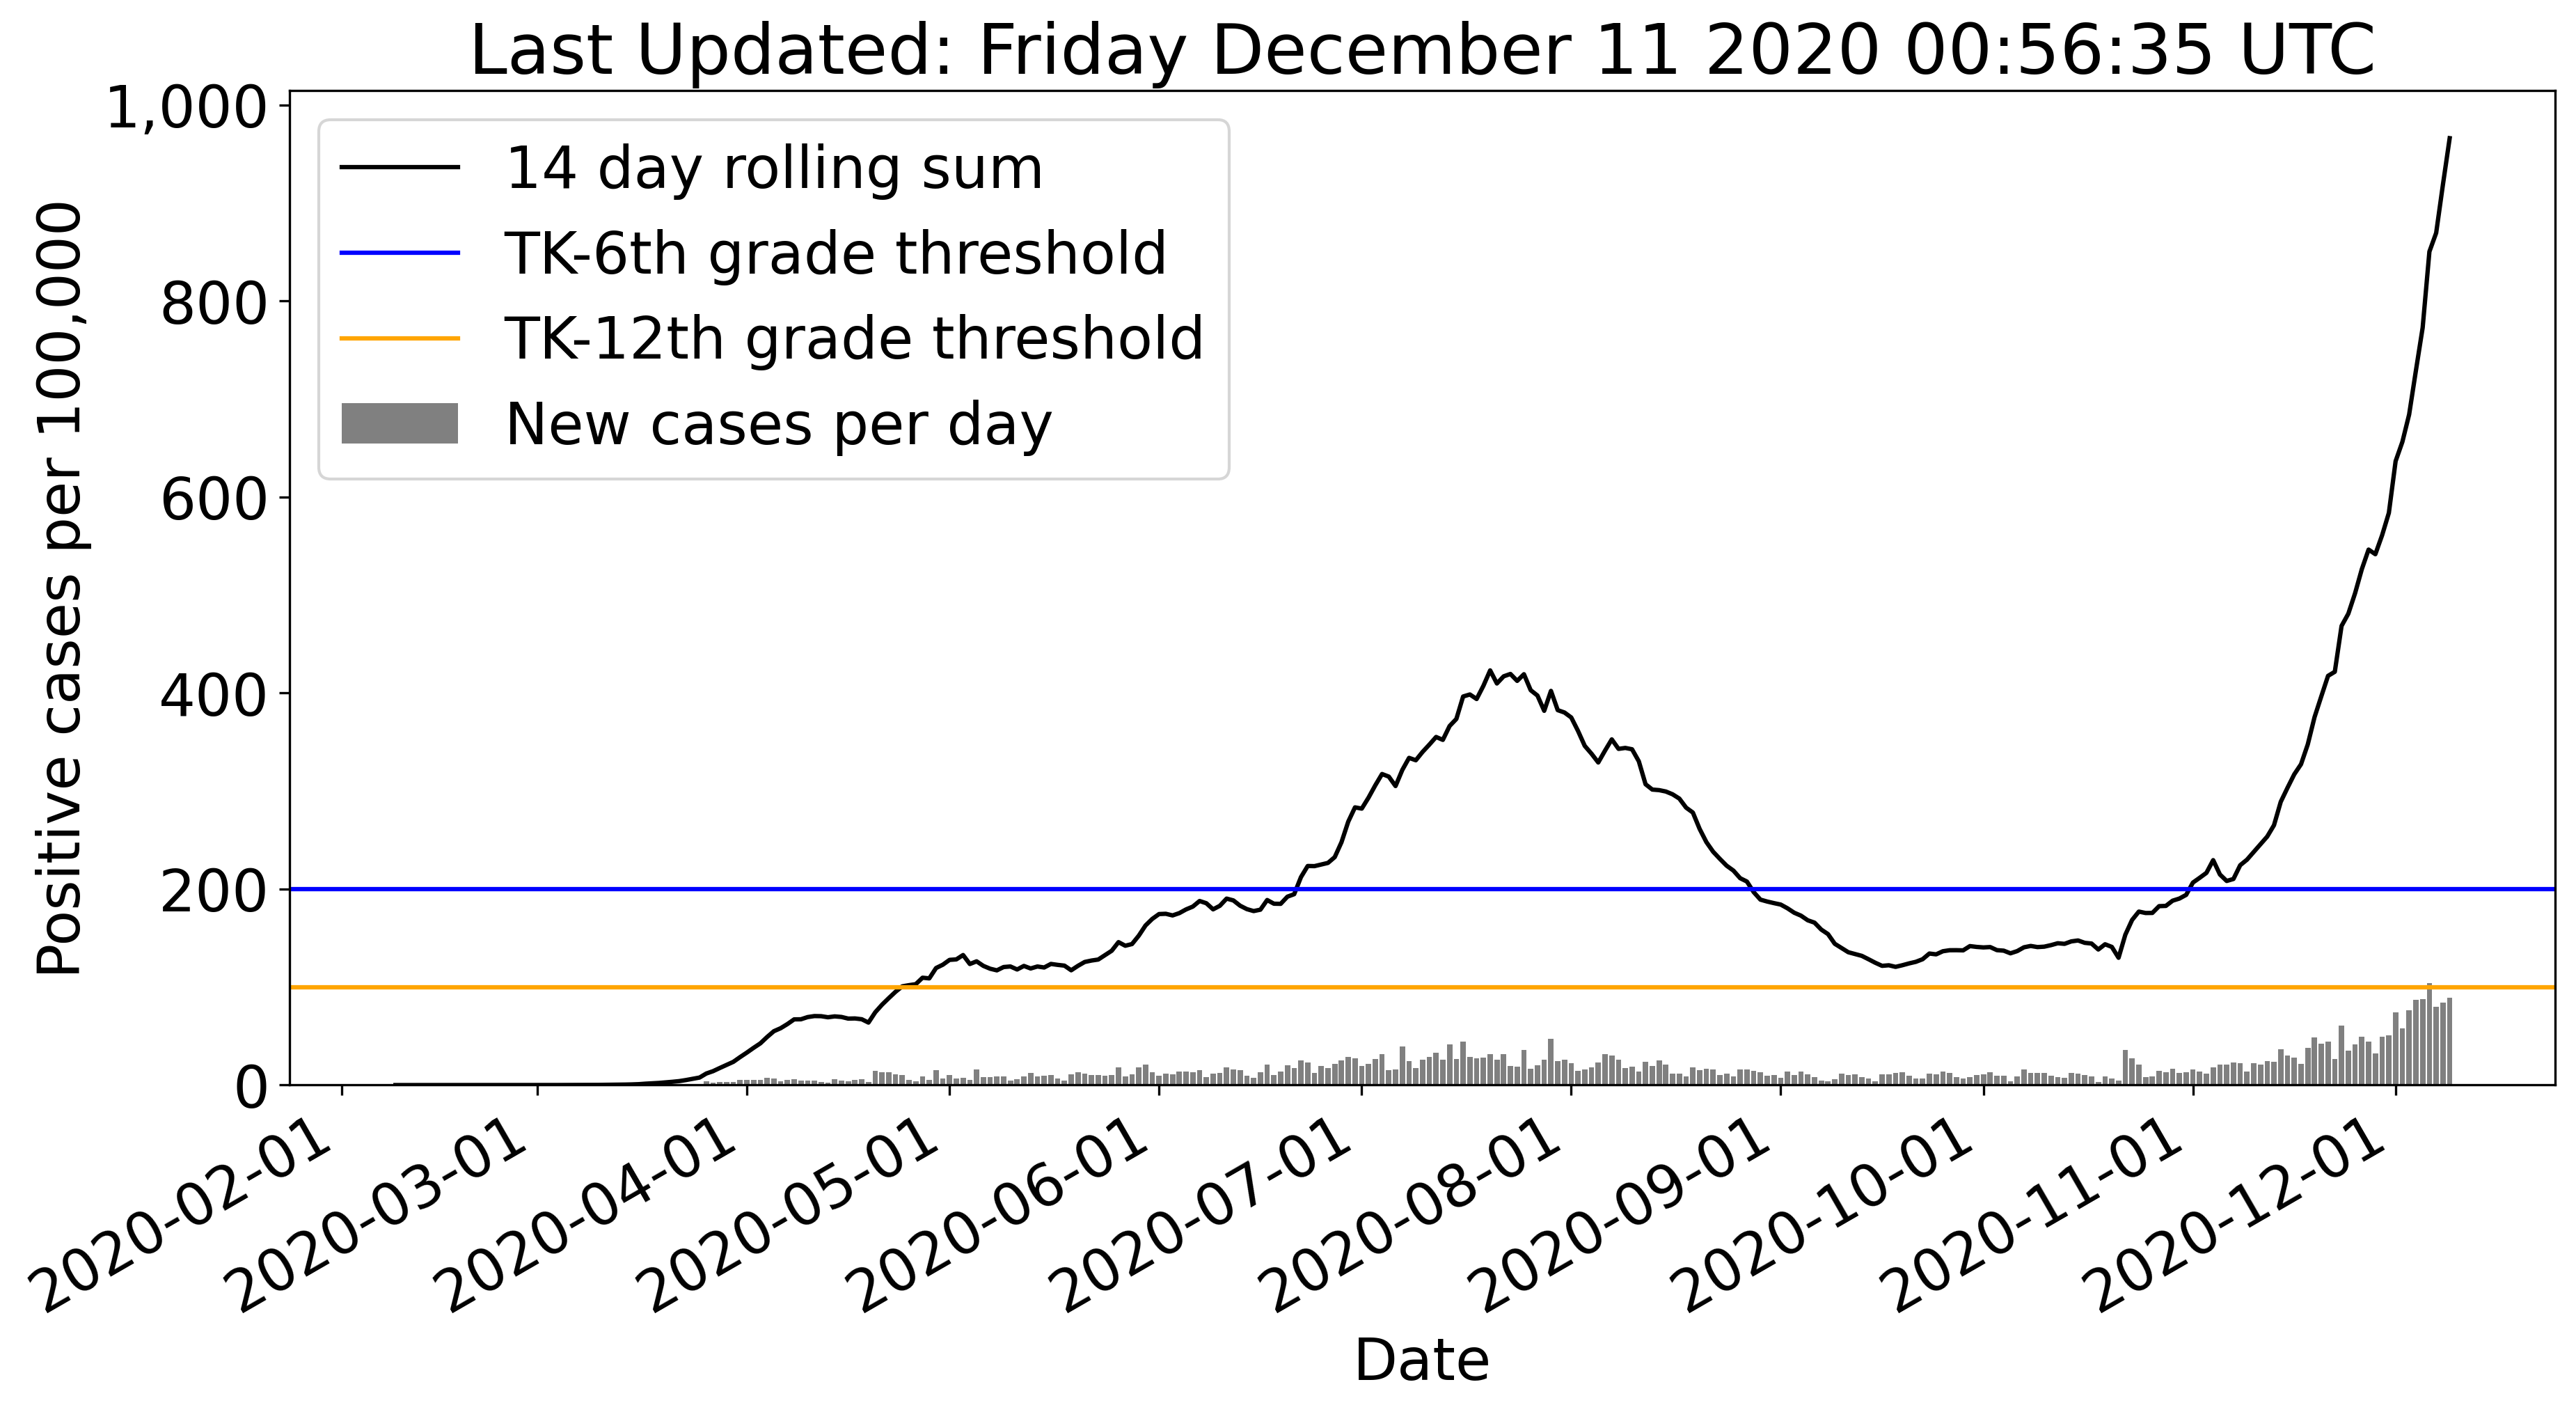 Last Updated: Friday December 11 2020 00:56:35 UTC
Positive cases per 100,000
1,000
800
600
400
200
0
14 day rolling sum
TK-6th grade threshold
TK-12th grade threshold
New cases per day
2020-02-01
2020-03-01
2020-04-01
2020-05-01
2020-06-01
2020-07-01
2020-08-01
2020-09-01
2020-10-01
2020-11-01
2020-12-01
Date